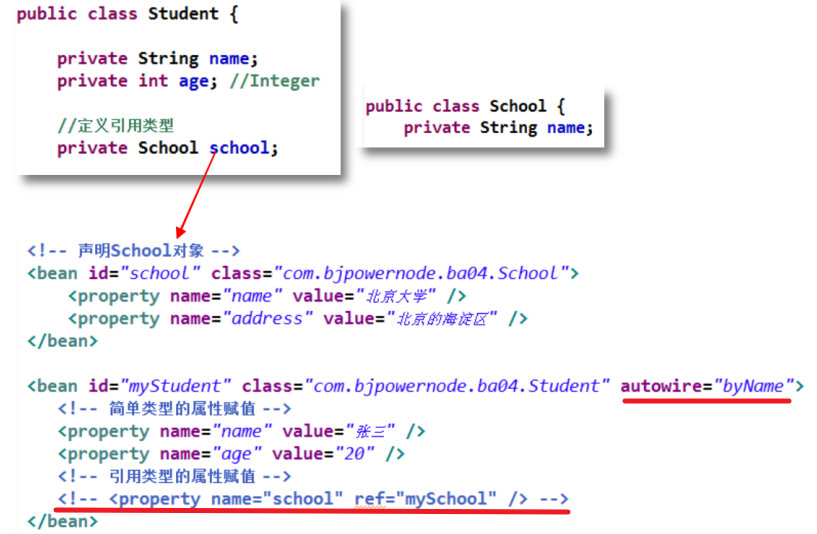 public class Student {
private String name;
private int age; //Integer
//定义引用类型
private School school;
public class School {
private String name;
<!-- 声明School对象 -->
<bean id="school" class="com.bjpowernode.ba04.School">
<property name="name" value="北京大学" />
<property name="address" value="北京的海淀区" />
</bean>
<bean id="myStudent" class="com.bjpowernode.ba04.Student" autowire="byName">
<!-- 简单类型的属性赋值 -->
<property name="name" value="张三" />
<property name="age" value="20" />
<!-- 引用类型的属性赋值 -->
<!-- <property name="school" ref="mySchool" /> -->
</bean>